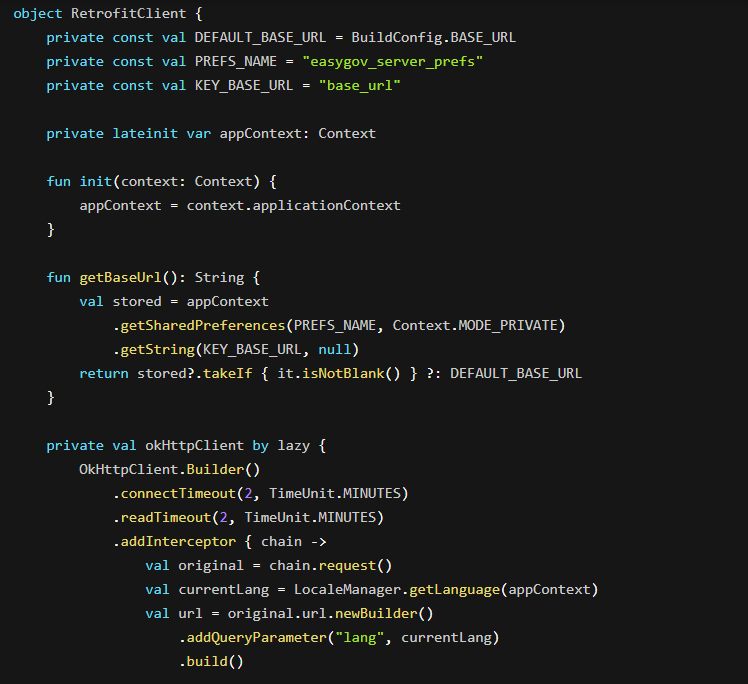 object RetrofitClient {
    private const val DEFAULT_BASE_URL = BuildConfig.BASE_URL
    private const val PREFS_NAME = "easygov_server_prefs"
    private const val KEY_BASE_URL = "base_url"

    private lateinit var appContext: Context

    fun init(context: Context) {
        appContext = context.applicationContext
    }

    fun getBaseUrl(): String {
        val stored = appContext
            .getSharedPreferences(PREFS_NAME, Context.MODE_PRIVATE)
            .getString(KEY_BASE_URL, null)
        return stored?.takeIf { it.isNotBlank() } ?: DEFAULT_BASE_URL
    }

    private val okHttpClient by lazy {
        OkHttpClient.Builder()
            .connectTimeout(2, TimeUnit.MINUTES)
            .readTimeout(2, TimeUnit.MINUTES)
            .addInterceptor { chain ->
                val original = chain.request()
                val currentLang = LocaleManager.getLanguage(appContext)
                val url = original.url.newBuilder()
                    .addQueryParameter("lang", currentLang)
                    .build()